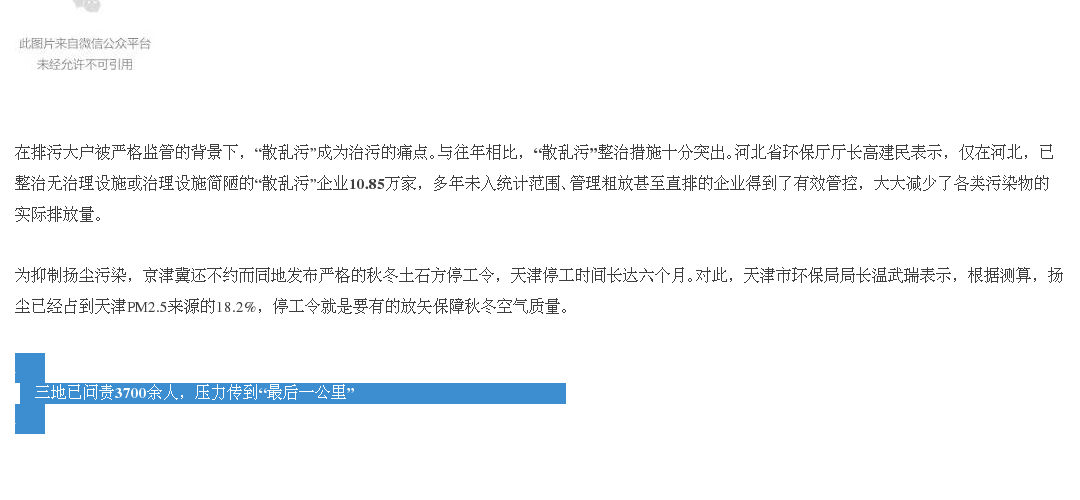 此图片来自微信公众平台
未经允许不可引用
在排污大户被严格监管的背景下，“散乱污”成为治污的痛点。与往年相比，“散乱污”整治措施十分突出。河北省环保厅厅长高建民表示，仅在河北，已
整治无治理设施或治理设施简陋的“散乱污”企业10.85万家，多年未入统计范围、管理粗放甚至直排的企业得到了有效管控，大大减少了各类污染物的
实际排放量。
为抑制扬尘污染，京津冀还不约而同地发布严格的秋冬土石方停工令，天津停工时间长达六个月。对此，天津市环保局局长温武瑞表示，根据测算，扬
尘已经占到天津PM2.5来源的18.2%，停工令就是要有的放矢保障秋冬空气质量。
三地已问责3700余人，压力传到“最后一公里”